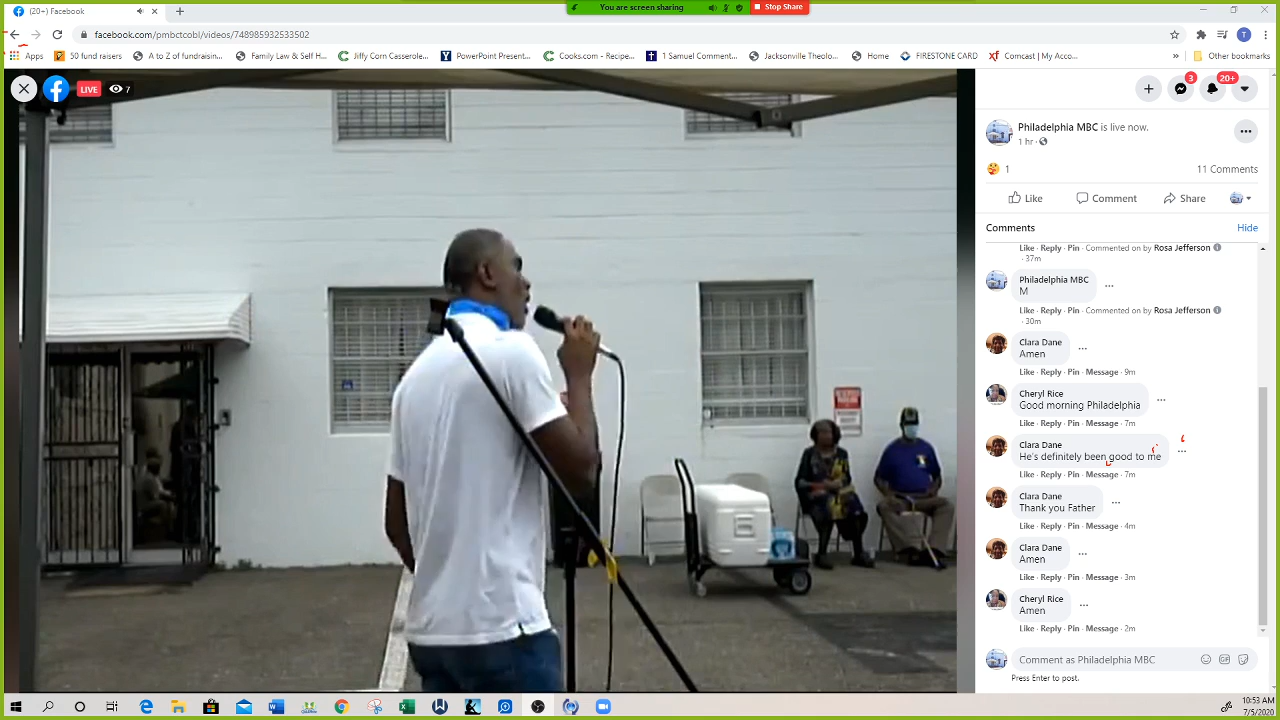 (20+) Facebook
You are screen sharing
Stop Share
facebook.com/pmbctcobl/videos/748985932533502
Apps
50 fund raisers
A to Z of fundraisin...
Family Law & Self H...
Jiffy Corn Casserole...
PowerPoint Present...
Cooks.com - Recipe...
1 Samuel Comment...
Jacksonville Theolo...
Home
FIRESTONE CARD
Comcast | My Acco...
Other bookmarks
T
LIVE
7
3
20+
Philadelphia MBC is live now.
1 hr ·
1
11 Comments
Like
Comment
Share
Comments
Hide
Like · Reply · Pin · Commented on by Rosa Jefferson
· 37m
Philadelphia MBC
M
Like · Reply · Pin · Commented on by Rosa Jefferson
· 30m
Clara Dane
Amen
Like · Reply · Pin · Message · 9m
Cheryl Rice
Good morning Philadelphia
Like · Reply · Pin · Message · 7m
Clara Dane
He's definitely been good to me
Like · Reply · Pin · Message · 7m
Clara Dane
Thank you Father
Like · Reply · Pin · Message · 4m
Clara Dane
Amen
Like · Reply · Pin · Message · 3m
Cheryl Rice
Amen
Like · Reply · Pin · Message · 2m
Comment as Philadelphia MBC
GIF
Press Enter to post.
10:53 AM
7/5/2020